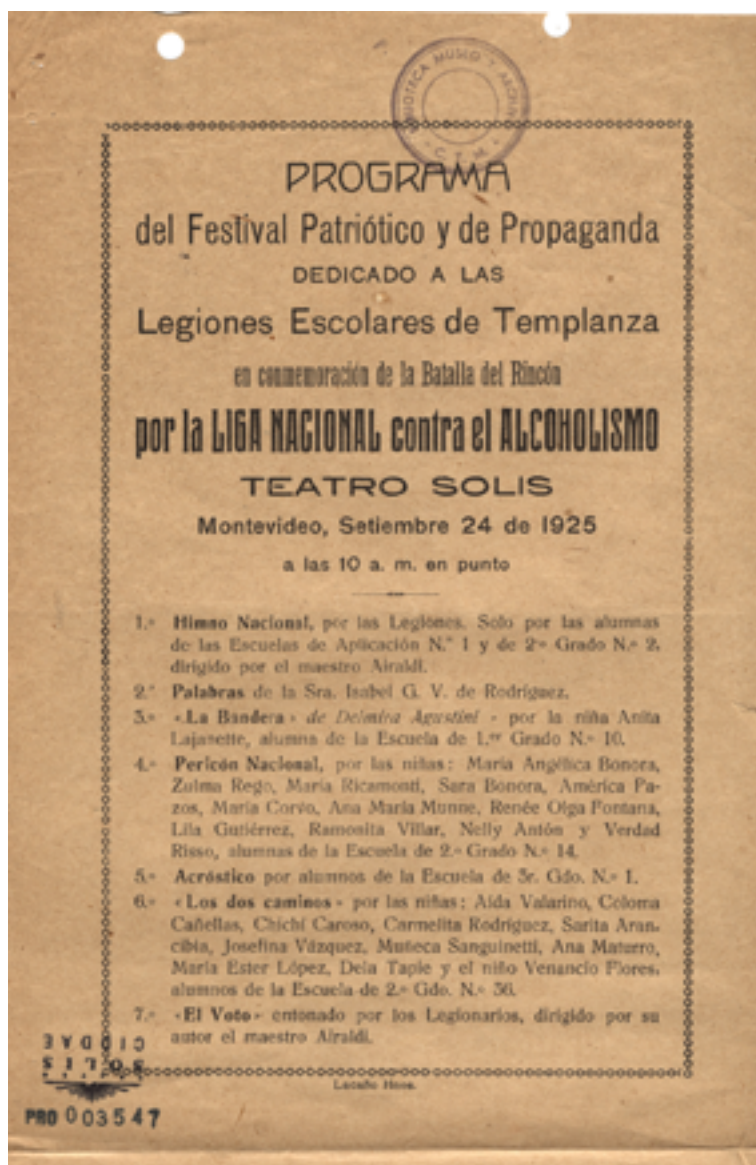 BIBLIOTECA MUSEO Y ARCHIVO
C.E.M.
PROGRAMA
del Festival Patriótico y de Propaganda
DEDICADO A LAS
Legiones Escolares de Templanza
en conmemoración de la Batalla del Rincón
por la LIGA NACIONAL contra el ALCOHOLISMO
TEATRO SOLIS
Montevideo, Setiembre 24 de 1925
a las 10 a. m. en punto
1.º Himno Nacional, por las Legiones. Solo por las alumnas
de las Escuelas de Aplicación N.º 1 y de 2º Grado N.º 2,
dirigido por el maestro Airaldi.
2.º Palabras de la Sra. Isabel G. V. de Rodríguez.
3.º «La Bandera» de Delmira Agustini - por la niña Anita
Lajanette, alumna de la Escuela de 1.er Grado N.º 10.
4.º Pericón Nacional, por las niñas: María Angélica Bonora,
Zulma Rego, María Ricamonti, Sara Bonora, América Pa-
zos, María Corvo, Ana María Munne, Renée Olga Fontana,
Lila Gutiérrez, Ramonita Villar, Nelly Antón y Verdad
Risso, alumnas de la Escuela de 2.º Grado N.º 14.
5.º Acróstico por alumnos de la Escuela de 3r. Gdo. N.º 1.
6.º «Los dos caminos» por las niñas: Aída Valarino, Coloma
Cañellas, Chichí Caroso, Carmelita Rodríguez, Sarita Aran-
cibia, Josefina Vázquez, Muñeca Sanguinetti, Ana Maturro,
María Ester López, Dela Tapie y el niño Venancio Flores,
alumnos de la Escuela de 2.º Gdo. N.º 36.
7.º «El Voto» entonado por los Legionarios, dirigido por su
autor el maestro Airaldi.
CIDDAE
SOLIS
PRO 003547